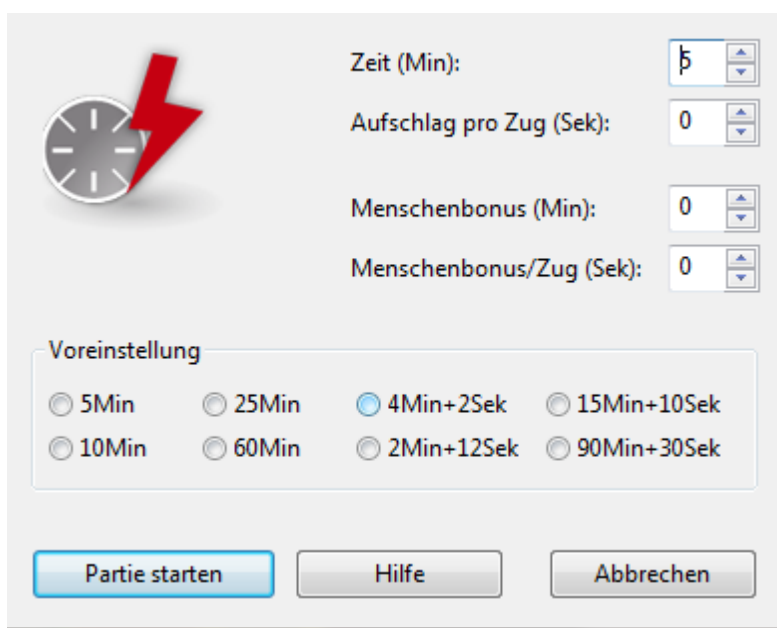 Zeit (Min): 5
Aufschlag pro Zug (Sek): 0
Menschenbonus (Min): 0
Menschenbonus/Zug (Sek): 0
Voreinstellung
5Min 25Min 4Min+2Sek 15Min+10Sek
10Min 60Min 2Min+12Sek 90Min+30Sek
Partie starten Hilfe Abbrechen